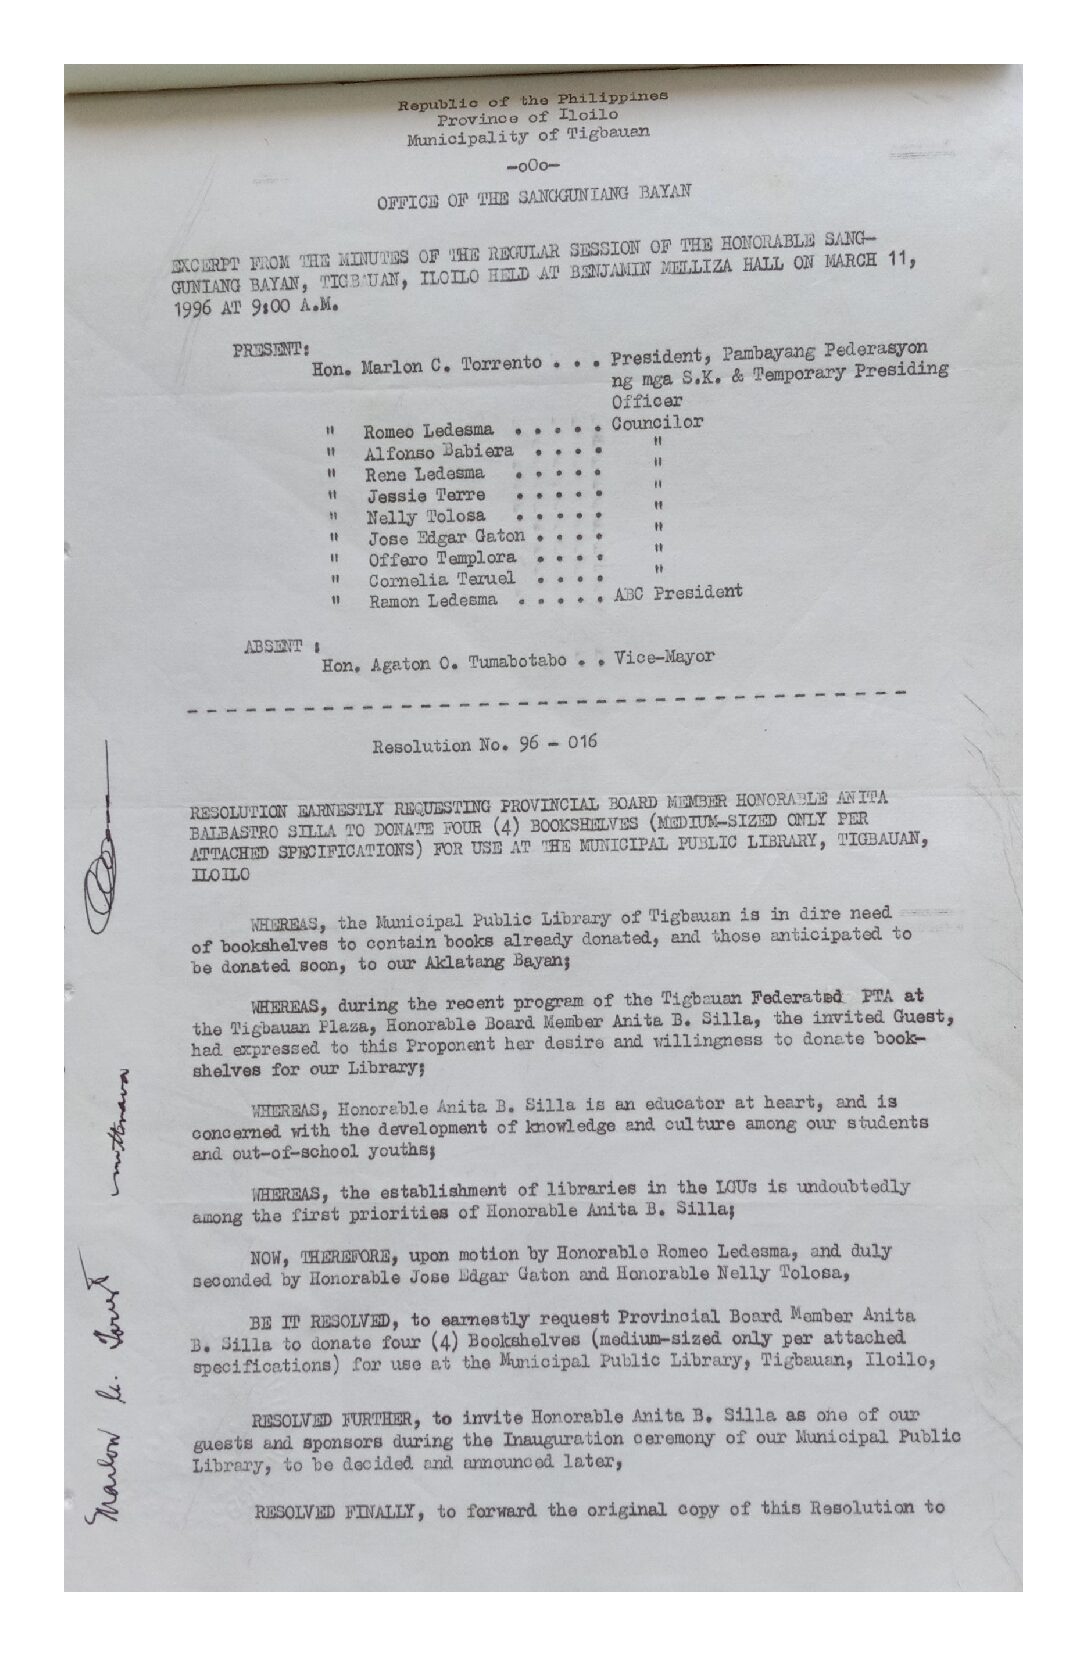 Republic of the Philippines
Province of Iloilo
Municipality of Tigbauan
-oOo-
OFFICE OF THE SANGGUNIANG BAYAN
EXCERPT FROM THE MINUTES OF THE REGULAR SESSION OF THE HONORABLE SANG-
GUNIANG BAYAN, TIGBAUAN, ILOILO HELD AT BENJAMIN MELLIZA HALL ON MARCH 11,
1996 AT 9:00 A.M.
PRESENT:
Hon. Marlon C. Torrento . . . President, Pambayang Pederasyon
ng mga S.K. & Temporary Presiding
Officer
" Romeo Ledesma . . . . . Councilor
" Alfonso Babiera . . . . "
" Rene Ledesma . . . . . "
" Jessie Terre . . . . . "
" Nelly Tolosa . . . . . "
" Jose Edgar Gaton . . . . "
" Offero Templora . . . . "
" Cornelia Teruel . . . . "
" Ramon Ledesma . . . . . ABC President
ABSENT :
Hon. Agaton O. Tumabotabo . . Vice-Mayor
Resolution No. 96 - 016
RESOLUTION EARNESTLY REQUESTING PROVINCIAL BOARD MEMBER HONORABLE ANITA
BALBASTRO SILLA TO DONATE FOUR (4) BOOKSHELVES (MEDIUM-SIZED ONLY PER
ATTACHED SPECIFICATIONS) FOR USE AT THE MUNICIPAL PUBLIC LIBRARY, TIGBAUAN,
ILOILO
WHEREAS, the Municipal Public Library of Tigbauan is in dire need
of bookshelves to contain books already donated, and those anticipated to
be donated soon, to our Aklatang Bayan;
WHEREAS, during the recent program of the Tigbauan Federated PTA at
the Tigbauan Plaza, Honorable Board Member Anita B. Silla, the invited Guest,
had expressed to this Proponent her desire and willingness to donate book-
shelves for our Library;
WHEREAS, Honorable Anita B. Silla is an educator at heart, and is
concerned with the development of knowledge and culture among our students
and out-of-school youths;
WHEREAS, the establishment of libraries in the LGUs is undoubtedly
among the first priorities of Honorable Anita B. Silla;
NOW, THEREFORE, upon motion by Honorable Romeo Ledesma, and duly
seconded by Honorable Jose Edgar Gaton and Honorable Nelly Tolosa,
BE IT RESOLVED, to earnestly request Provincial Board Member Anita
B. Silla to donate four (4) Bookshelves (medium-sized only per attached
specifications) for use at the Municipal Public Library, Tigbauan, Iloilo,
RESOLVED FURTHER, to invite Honorable Anita B. Silla as one of our
guests and sponsors during the Inauguration ceremony of our Municipal Public
Library, to be decided and announced later,
RESOLVED FINALLY, to forward the original copy of this Resolution to